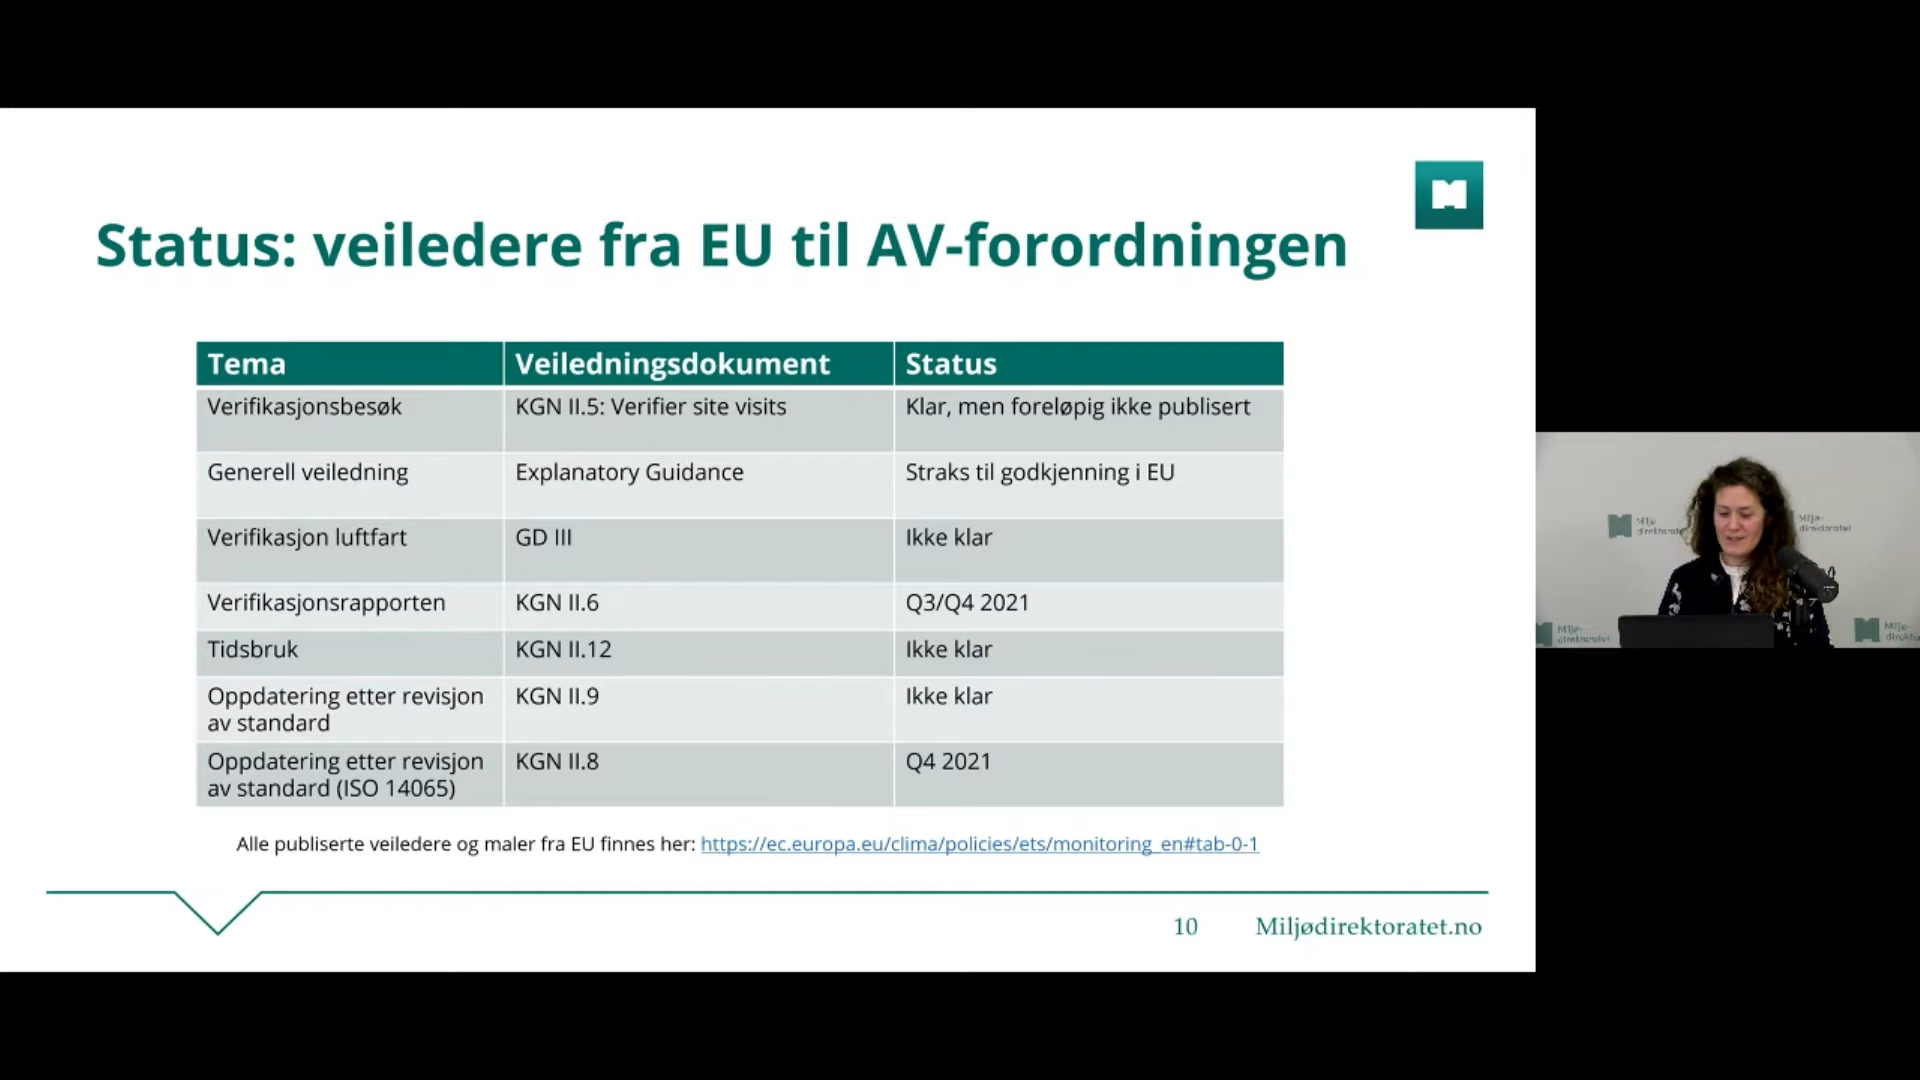 Status: veiledere fra EU til AV-forordningen
Tema Veiledningsdokument Status
Verifikasjonsbesøk KGN II.5: Verifier site visits Klar, men foreløpig ikke publisert
Generell veiledning Explanatory Guidance Straks til godkjenning i EU
Verifikasjon luftfart GD III Ikke klar
Verifikasjonsrapporten KGN II.6 Q3/Q4 2021
Tidsbruk KGN II.12 Ikke klar
Oppdatering etter revisjon
av standard KGN II.9 Ikke klar
Oppdatering etter revisjon
av standard (ISO 14065) KGN II.8 Q4 2021
Alle publiserte veiledere og maler fra EU finnes her: https://ec.europa.eu/clima/policies/ets/monitoring_en#tab-0-1
10 Miljødirektoratet.no
Miljø-
direktoratet